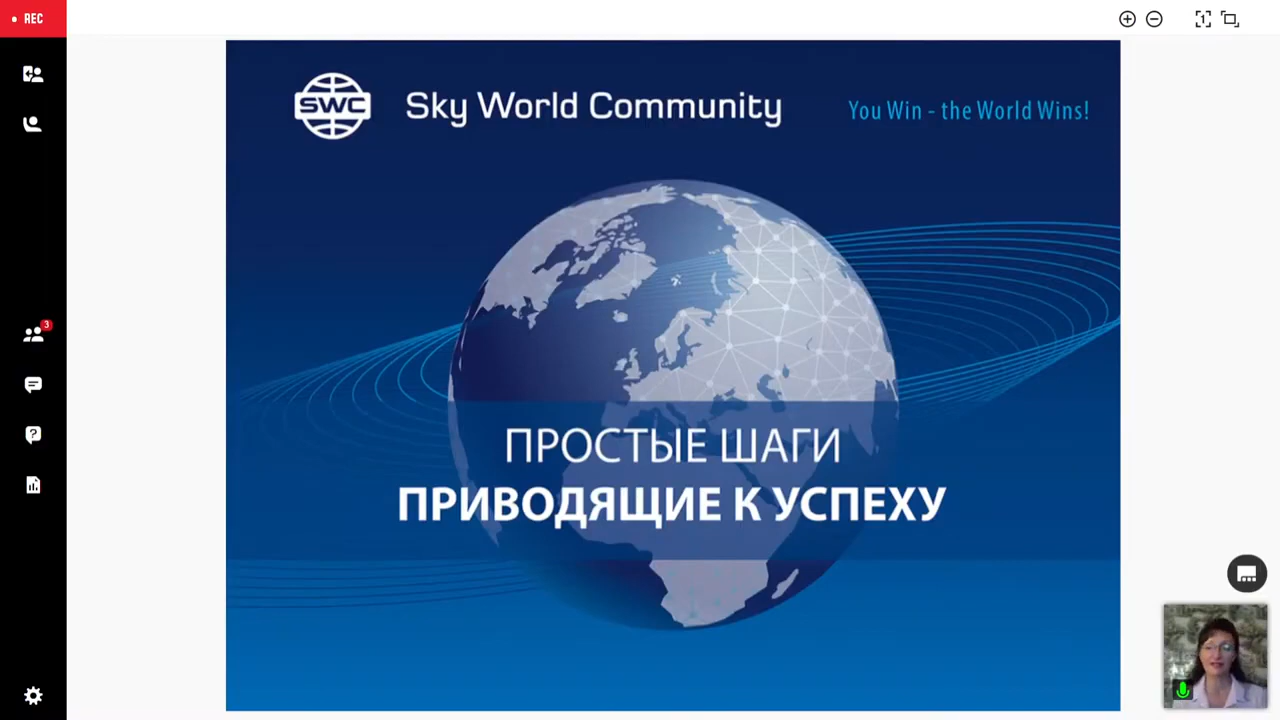 REC
SWC
Sky World Community
You Win - the World Wins!
3
ПРОСТЫЕ ШАГИ
ПРИВОДЯЩИЕ К УСПЕХУ